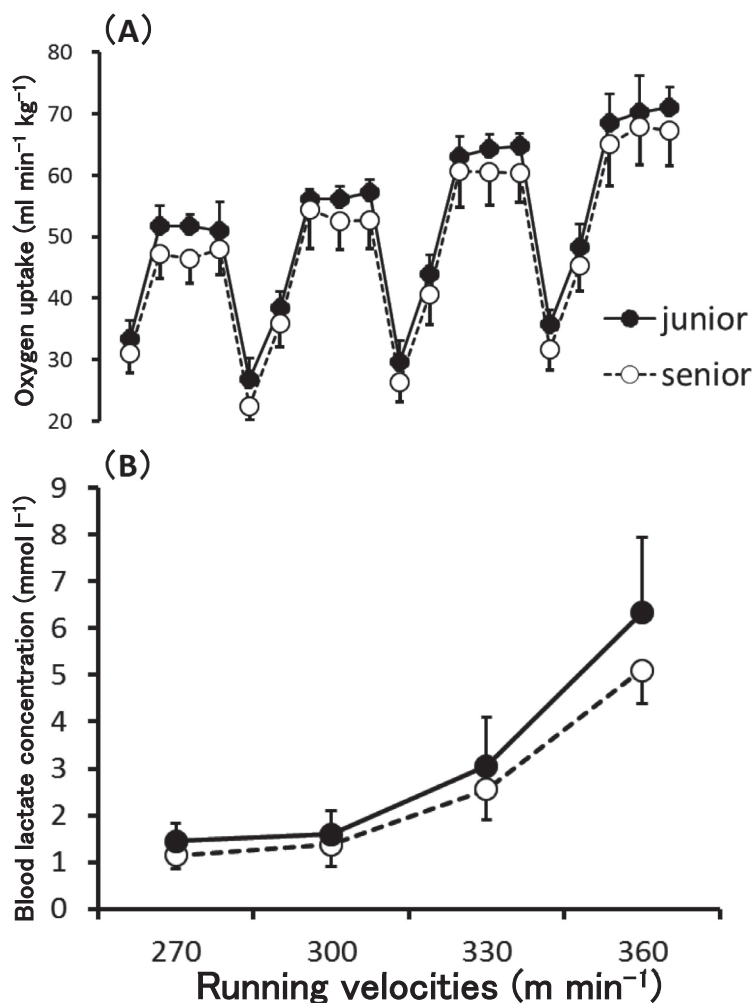 (A)
Oxygen uptake (ml min⁻¹ kg⁻¹)
80
70
60
50
40
30
20
junior
senior
(B)
Blood lactate concentration (mmol l⁻¹)
9
8
7
6
5
4
3
2
1
0
270 300 330 360
Running velocities (m min⁻¹)